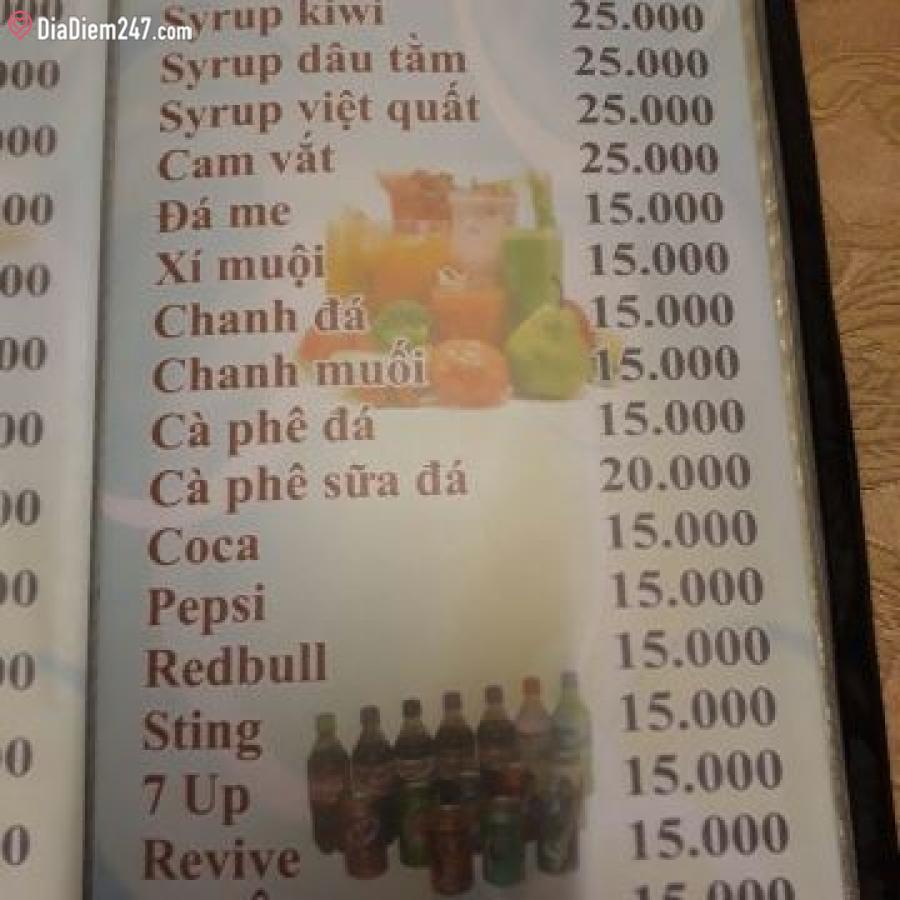 DiaDiem247.com
Syrup kiwi 25.000
Syrup dâu tằm 25.000
Syrup việt quất 25.000
Cam vắt 25.000
Đá me 15.000
Xí muội 15.000
Chanh đá 15.000
Chanh muối 15.000
Cà phê đá 15.000
Cà phê sữa đá 20.000
Coca 15.000
Pepsi 15.000
Redbull 15.000
Sting 15.000
7 Up 15.000
Revive 15.000
15.000